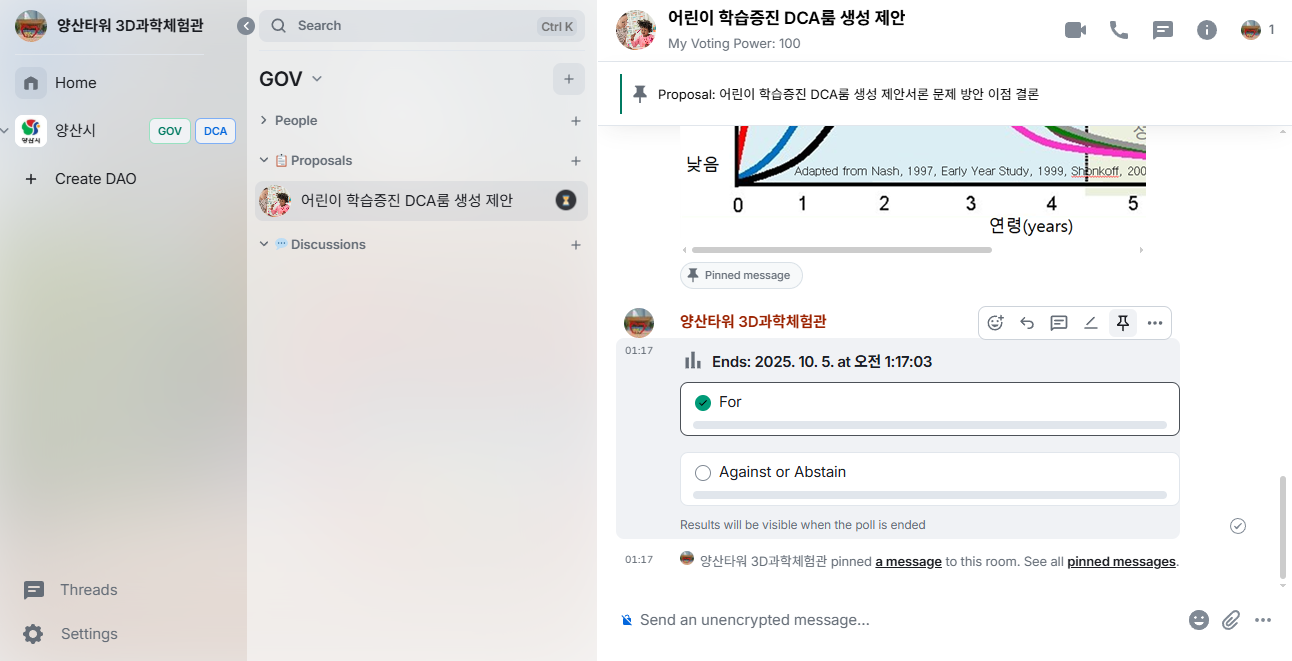 양산타워 3D과학체험관
Home
양산시
GOV
DCA
Create DAO
Threads
Settings
Search
Ctrl K
GOV
People
Proposals
어린이 학습증진 DCA룸 생성 제안
Discussions
어린이 학습증진 DCA룸 생성 제안
My Voting Power: 100
1
Proposal: 어린이 학습증진 DCA룸 생성 제안서론 문제 방안 이점 결론
낮음
Adapted from Nash, 1997, Early Year Study, 1999, Shonkoff, 200
0 1 2 3 4 5
연령(years)
Pinned message
양산타워 3D과학체험관
01:17
Ends: 2025. 10. 5. at 오전 1:17:03
For
Against or Abstain
Results will be visible when the poll is ended
01:17
양산타워 3D과학체험관 pinned a message to this room. See all pinned messages.
Send an unencrypted message...